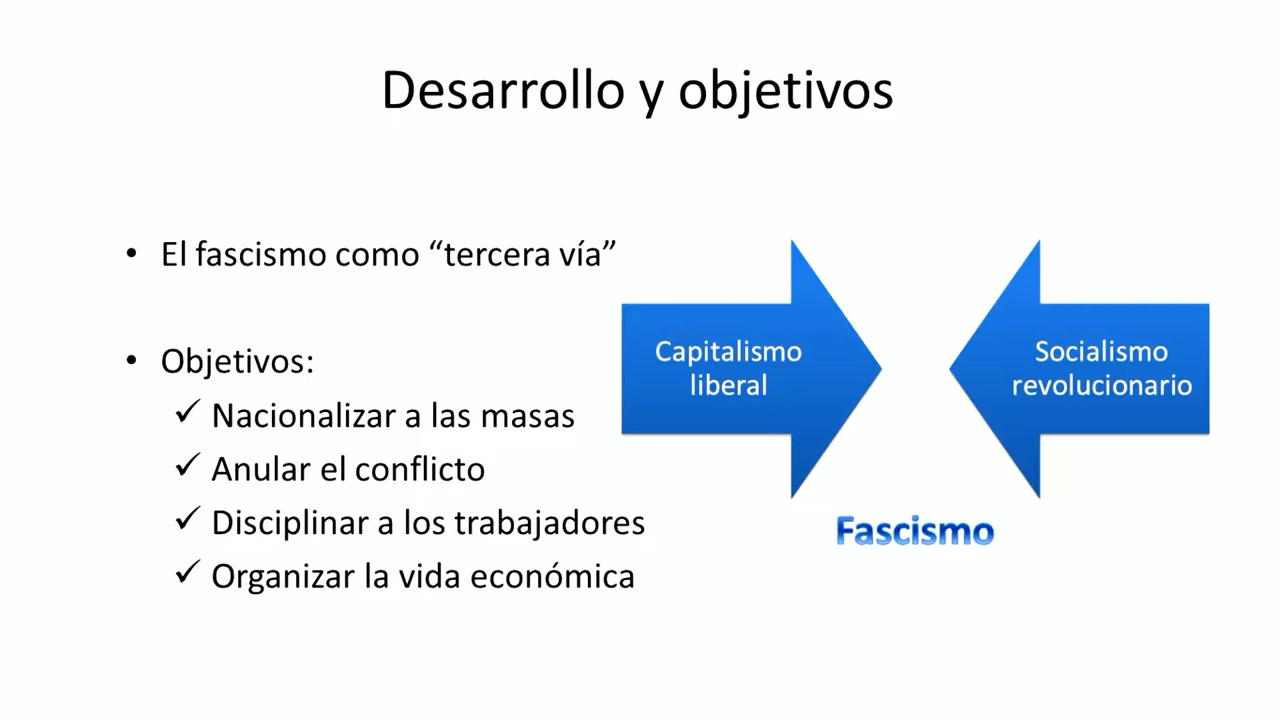 Desarrollo y objetivos
• El fascismo como “tercera vía”
• Objetivos:
✓ Nacionalizar a las masas
✓ Anular el conflicto
✓ Disciplinar a los trabajadores
✓ Organizar la vida económica
Capitalismo
liberal
Socialismo
revolucionario
Fascismo